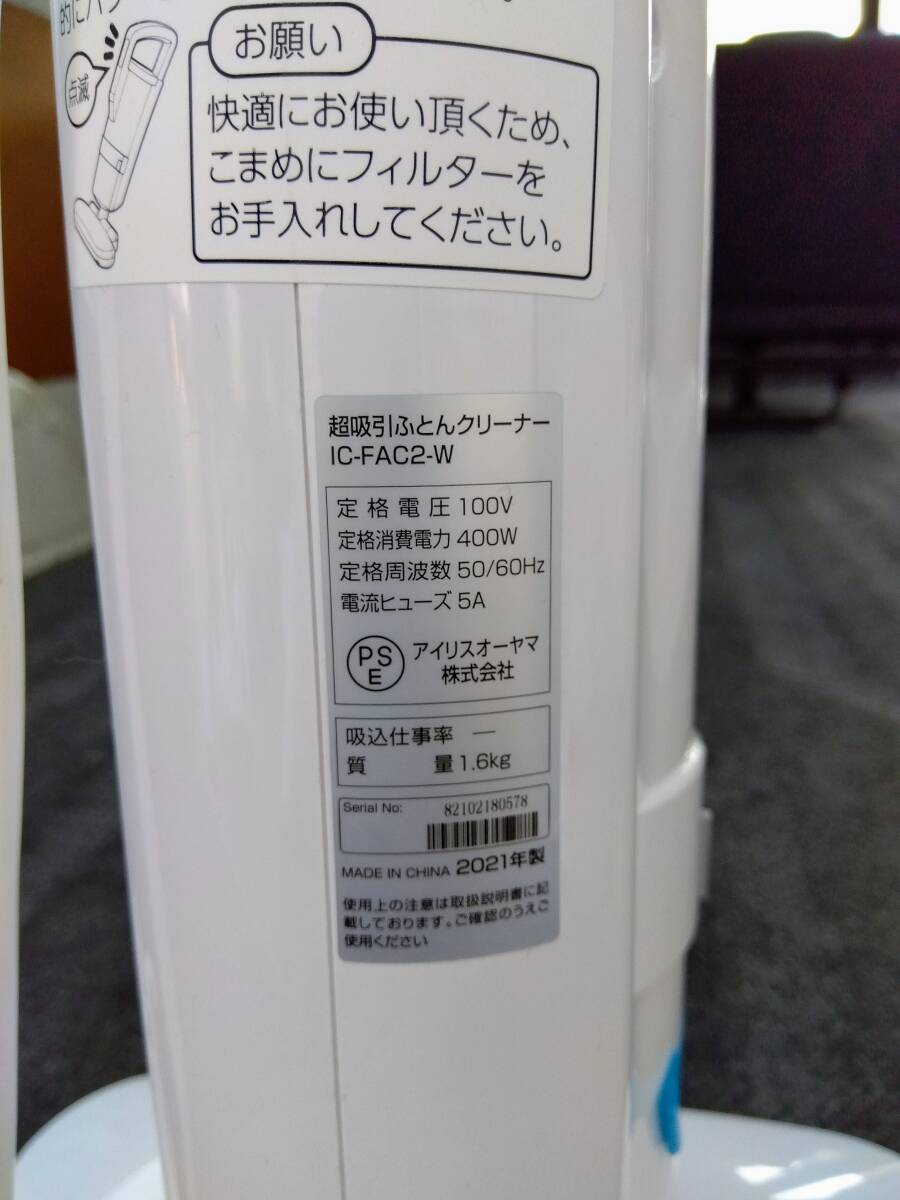 的にパワ
点滅
お願い
快適にお使い頂くため、
こまめにフィルターを
お手入れしてください。
超吸引ふとんクリーナー
IC-FAC2-W
定格電圧 100V
定格消費電力 400W
定格周波数 50/60Hz
電流ヒューズ 5A
PS
E
アイリスオーヤマ
株式会社
吸込仕事率 —
質量 1.6kg
Serial No:
82102180578
MADE IN CHINA 2021年製
使用上の注意は取扱説明書に記
載しております。ご確認のうえご
使用ください